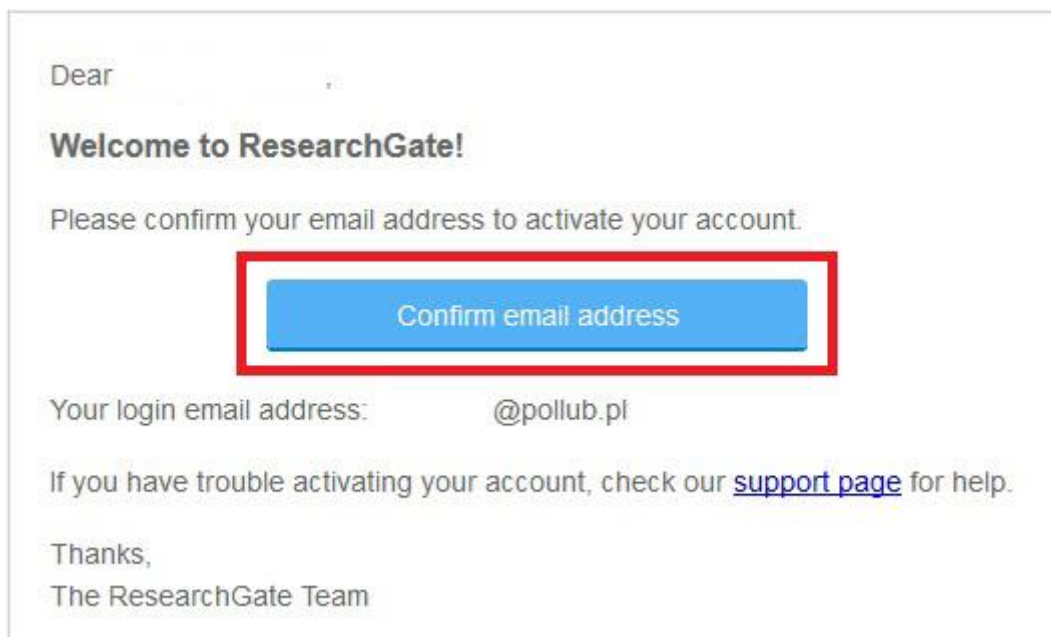 Dear ,
Welcome to ResearchGate!
Please confirm your email address to activate your account.
Confirm email address
Your login email address: @pollub.pl
If you have trouble activating your account, check our support page for help.
Thanks,
The ResearchGate Team